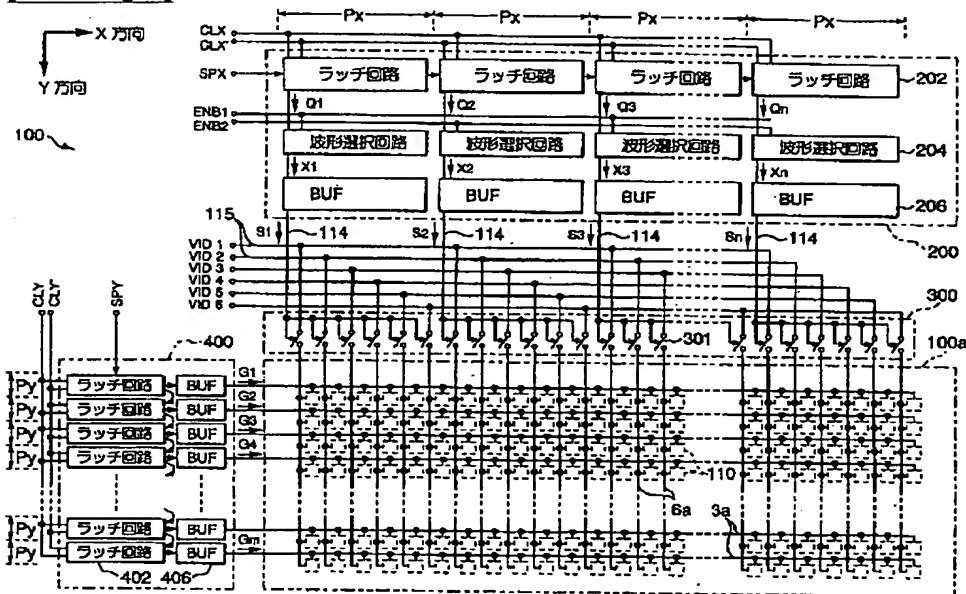 Px Px Px Px
X 方向
Y 方向
CLX
CLX'
SPX
ラッチ回路 ラッチ回路 ラッチ回路 ラッチ回路 202
Q1 Q2 Q3 Qn
ENB1
ENB2
100
波形選択回路 波形選択回路 波形選択回路 波形選択回路 204
X1 X2 X3 Xn
BUF BUF BUF BUF 206
115 S1 114 S2 114 S3 114 Sn 114 200
VID 1
VID 2
VID 3
VID 4
VID 5
VID 6
CLY CLY' SPY
300
400 301 100a
Py ラッチ回路 BUF G1
Py ラッチ回路 BUF G2
Py ラッチ回路 BUF G3
Py ラッチ回路 BUF G4
110
6a 3a
Py ラッチ回路 BUF
Py ラッチ回路 BUF Gm
402 406